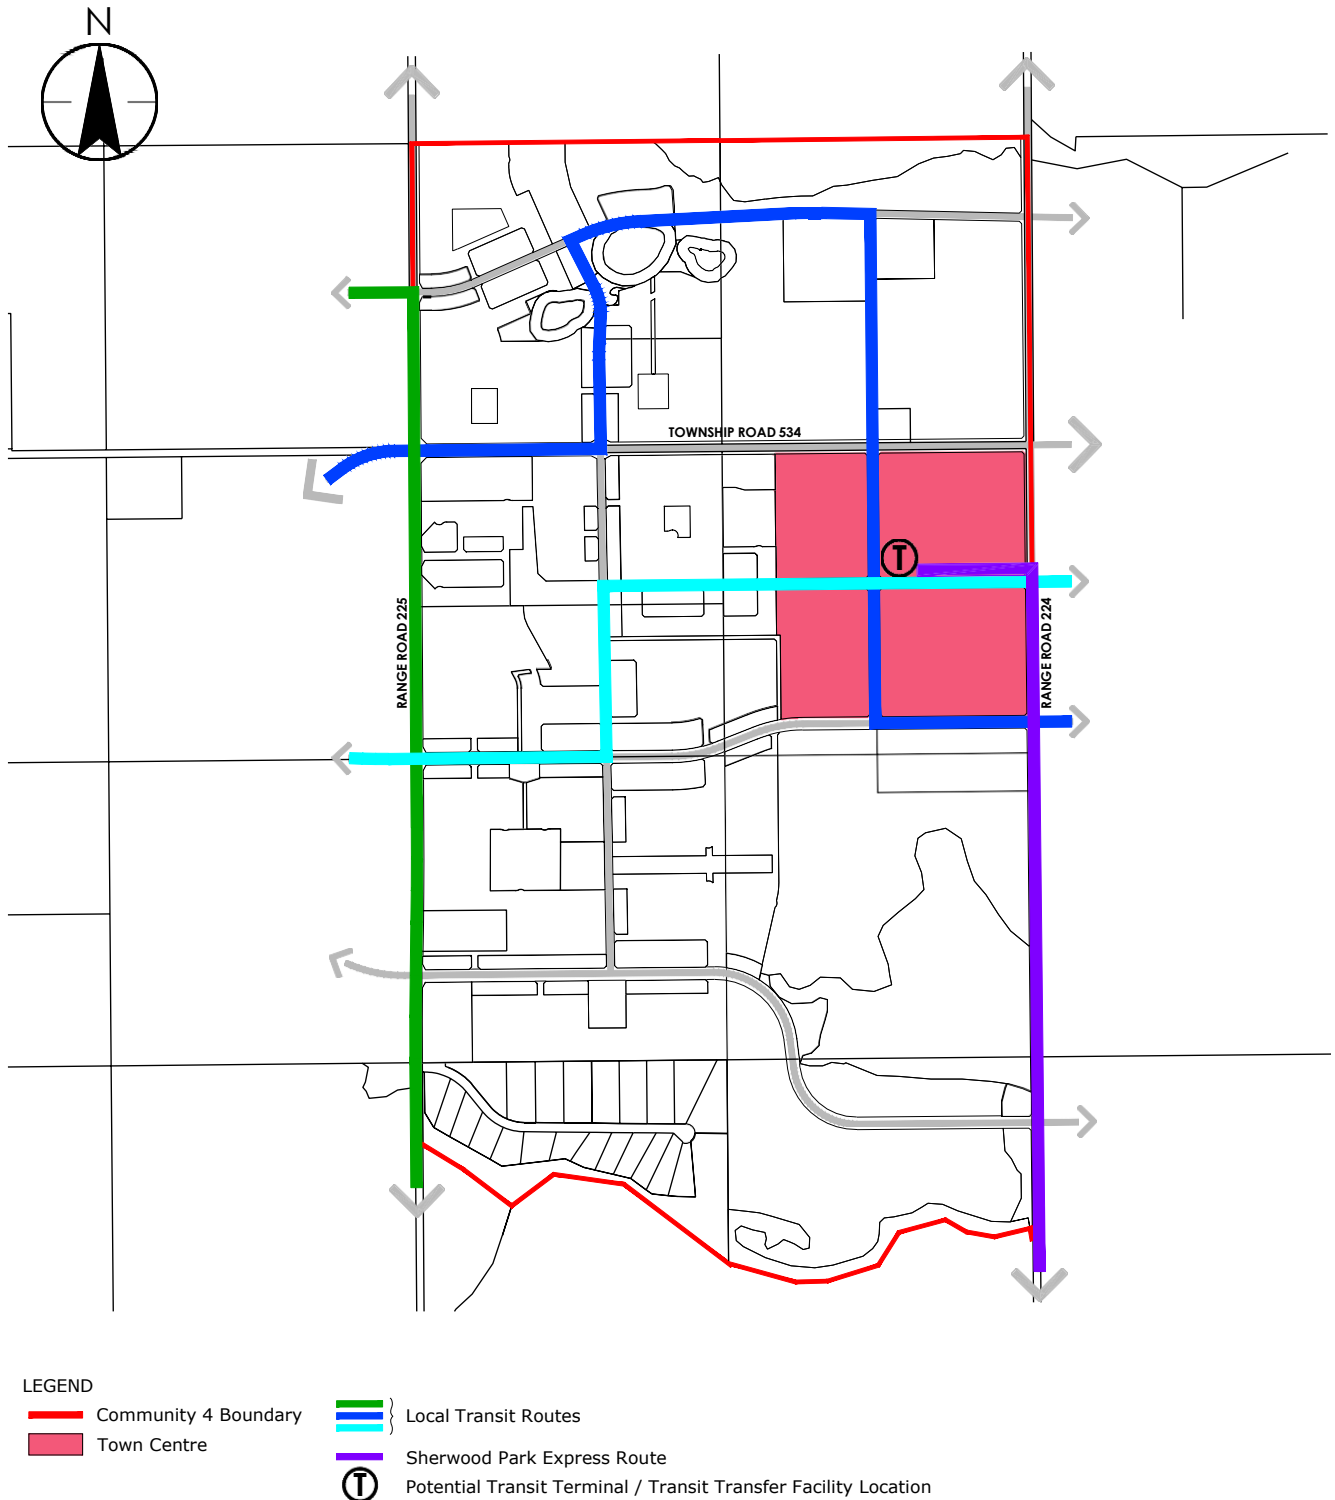 N
TOWNSHIP ROAD 534
T
RANGE ROAD 225
RANGE ROAD 224
LEGEND
Community 4 Boundary
Town Centre
Local Transit Routes
Sherwood Park Express Route
T Potential Transit Terminal / Transit Transfer Facility Location